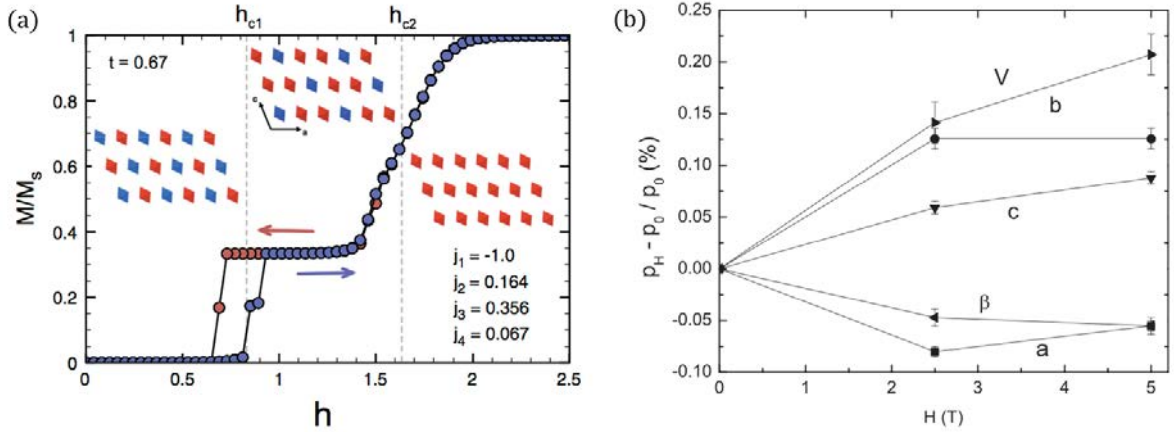 (a)
h_c1
h_c2
1
0.8
0.6
0.4
0.2
0
M/M_s
t = 0.67
c
a
j_1 = -1.0
j_2 = 0.164
j_3 = 0.356
j_4 = 0.067
0
0.5
1
1.5
2
2.5
h
(b)
0.25
0.20
0.15
0.10
0.05
0.00
-0.05
-0.10
p_H - p_0 / p_0 (%)
V
b
c
β
a
0
1
2
3
4
5
H (T)